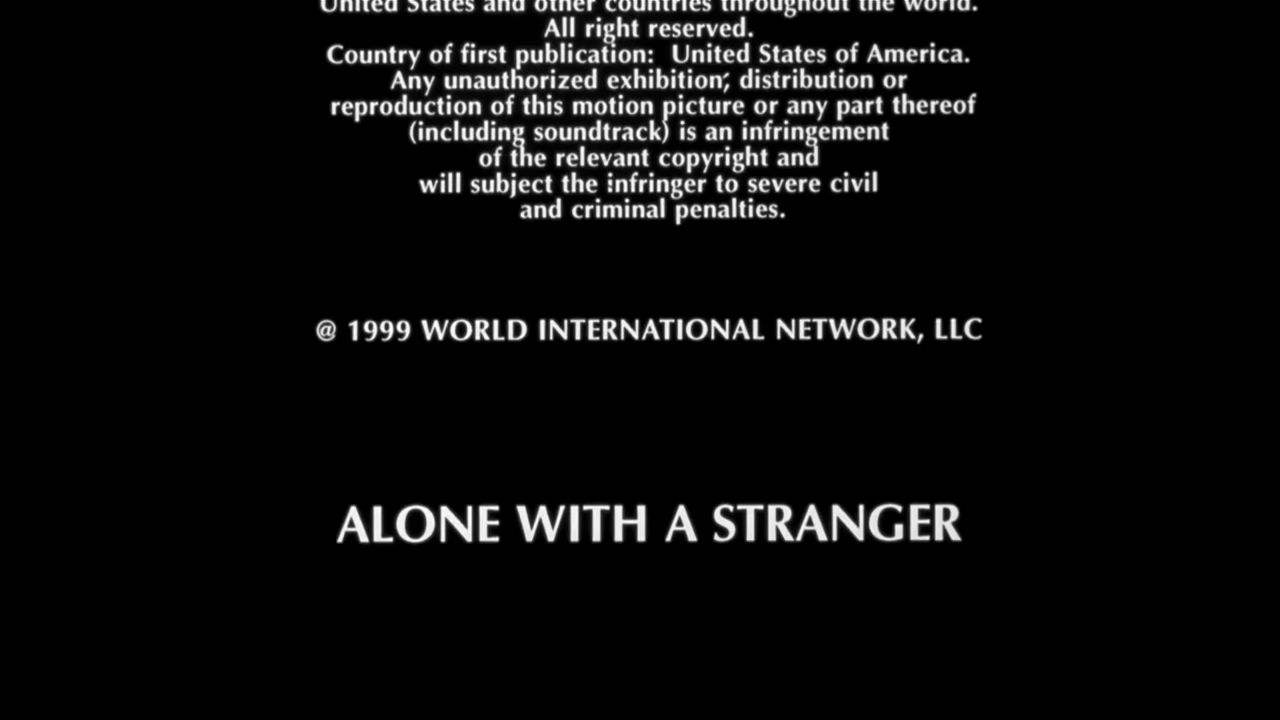 United States and other countries throughout the world.
All right reserved.
Country of first publication: United States of America.
Any unauthorized exhibition; distribution or
reproduction of this motion picture or any part thereof
(including soundtrack) is an infringement
of the relevant copyright and
will subject the infringer to severe civil
and criminal penalties.
@ 1999 WORLD INTERNATIONAL NETWORK, LLC
ALONE WITH A STRANGER